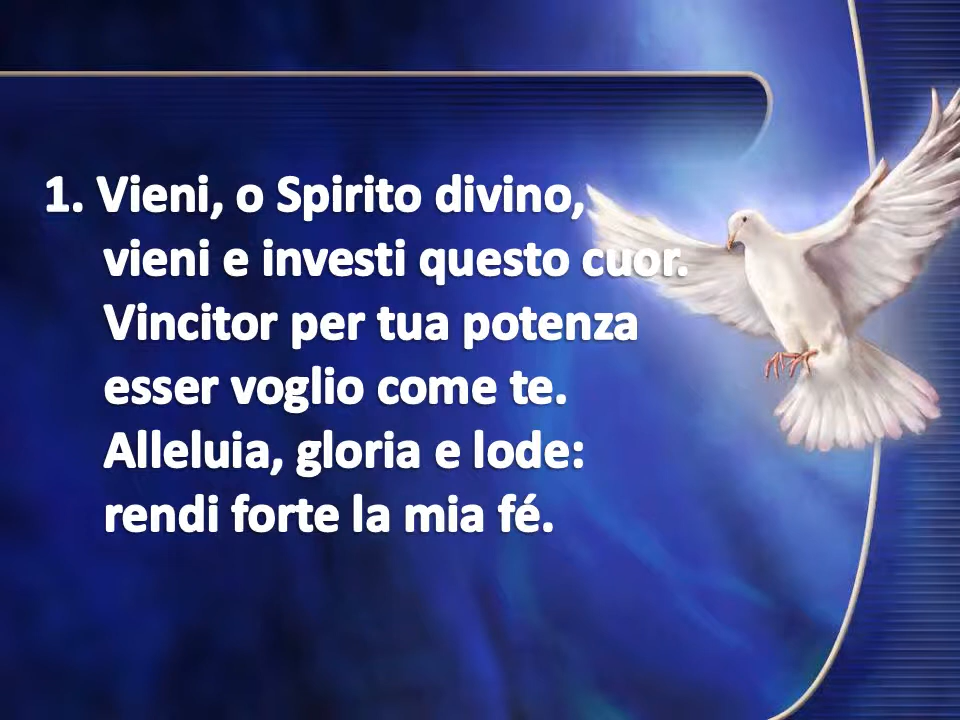 1. Vieni, o Spirito divino,
vieni e investi questo cuor.
Vincitor per tua potenza
esser voglio come te.
Alleluia, gloria e lode:
rendi forte la mia fé.